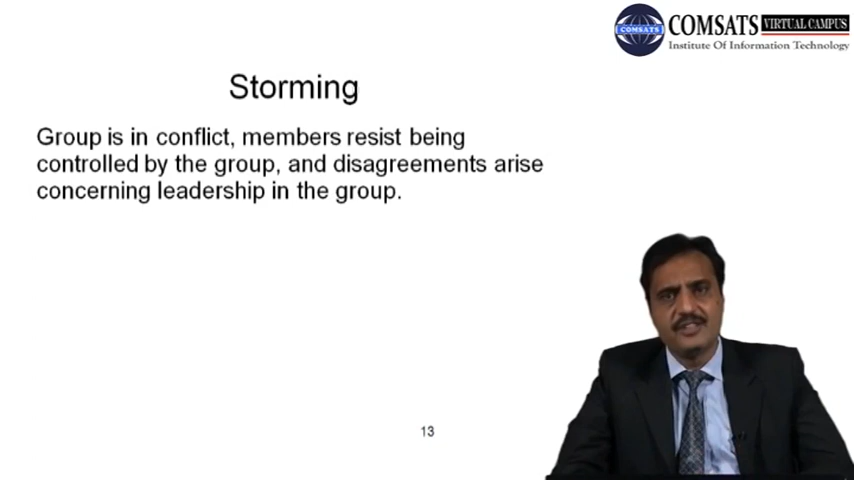 COMSATS
COMSATS VIRTUAL CAMPUS
Institute Of Information Technology
Storming
Group is in conflict, members resist being
controlled by the group, and disagreements arise
concerning leadership in the group.
13